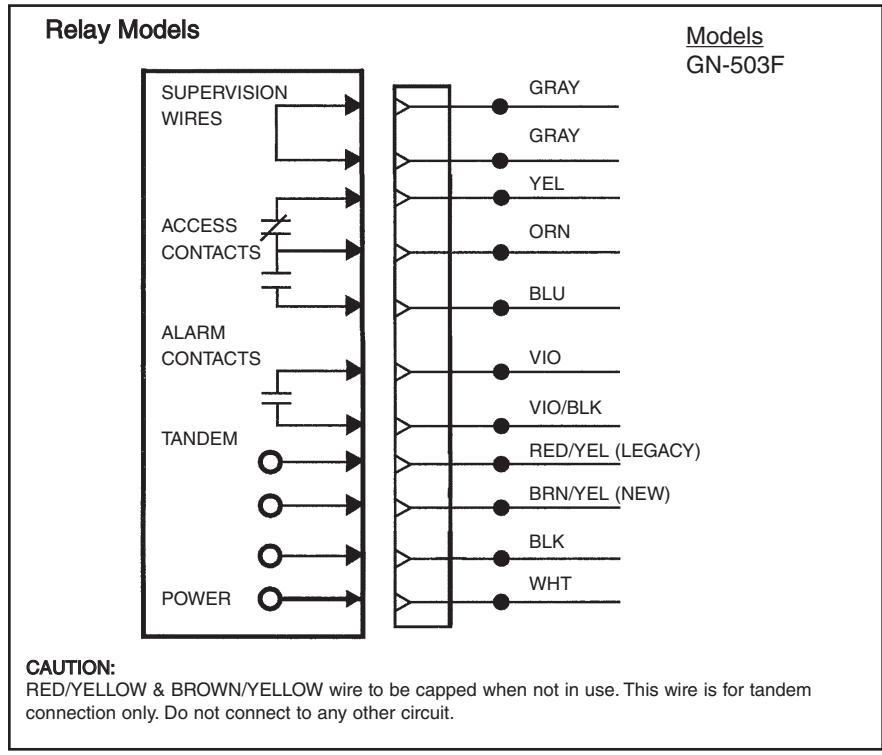 Relay Models
Models
GN-503F
SUPERVISION
WIRES
GRAY
GRAY
YEL
ACCESS
CONTACTS
ORN
BLU
ALARM
CONTACTS
VIO
VIO/BLK
TANDEM
RED/YEL (LEGACY)
BRN/YEL (NEW)
BLK
POWER
WHT
CAUTION:
RED/YELLOW & BROWN/YELLOW wire to be capped when not in use. This wire is for tandem
connection only. Do not connect to any other circuit.